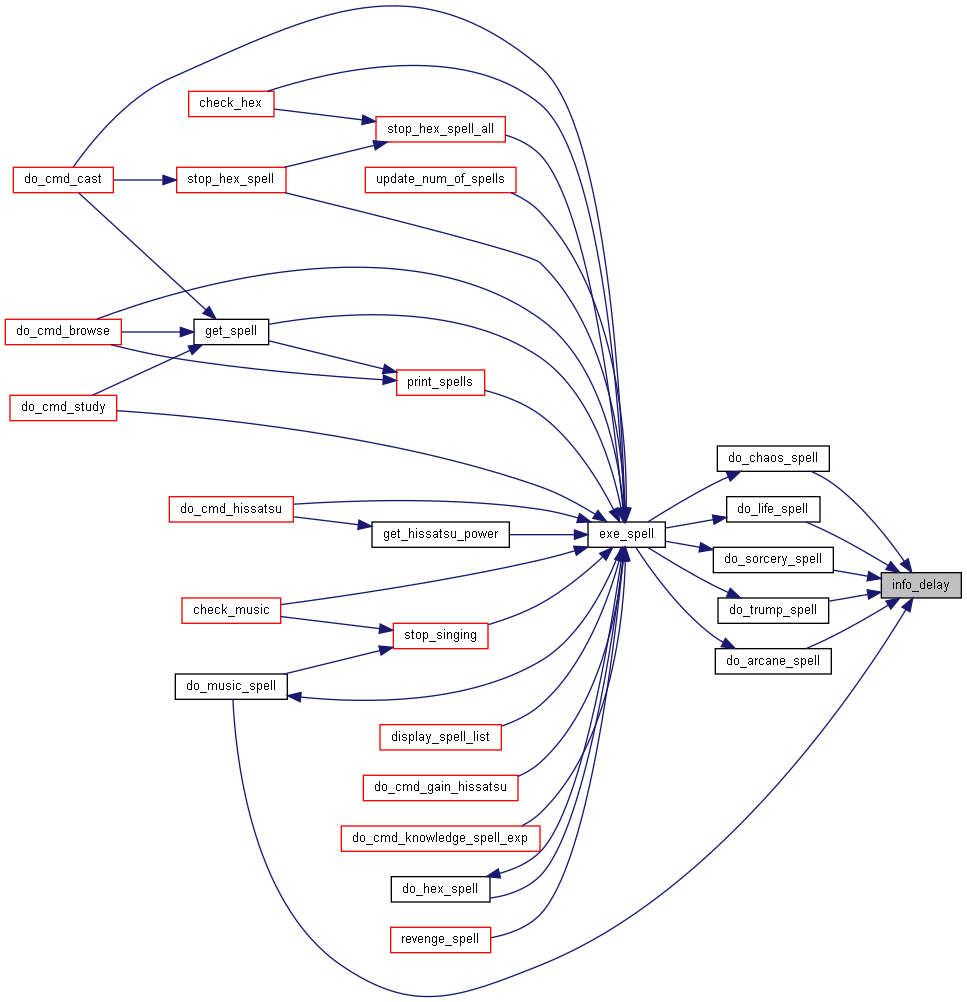 check_hex
stop_hex_spell_all
do_cmd_cast
stop_hex_spell
update_num_of_spells
do_cmd_browse
get_spell
print_spells
do_cmd_study
do_chaos_spell
do_cmd_hissatsu
do_life_spell
get_hissatsu_power
exe_spell
do_sorcery_spell
info_delay
check_music
do_trump_spell
stop_singing
do_arcane_spell
do_music_spell
display_spell_list
do_cmd_gain_hissatsu
do_cmd_knowledge_spell_exp
do_hex_spell
revenge_spell